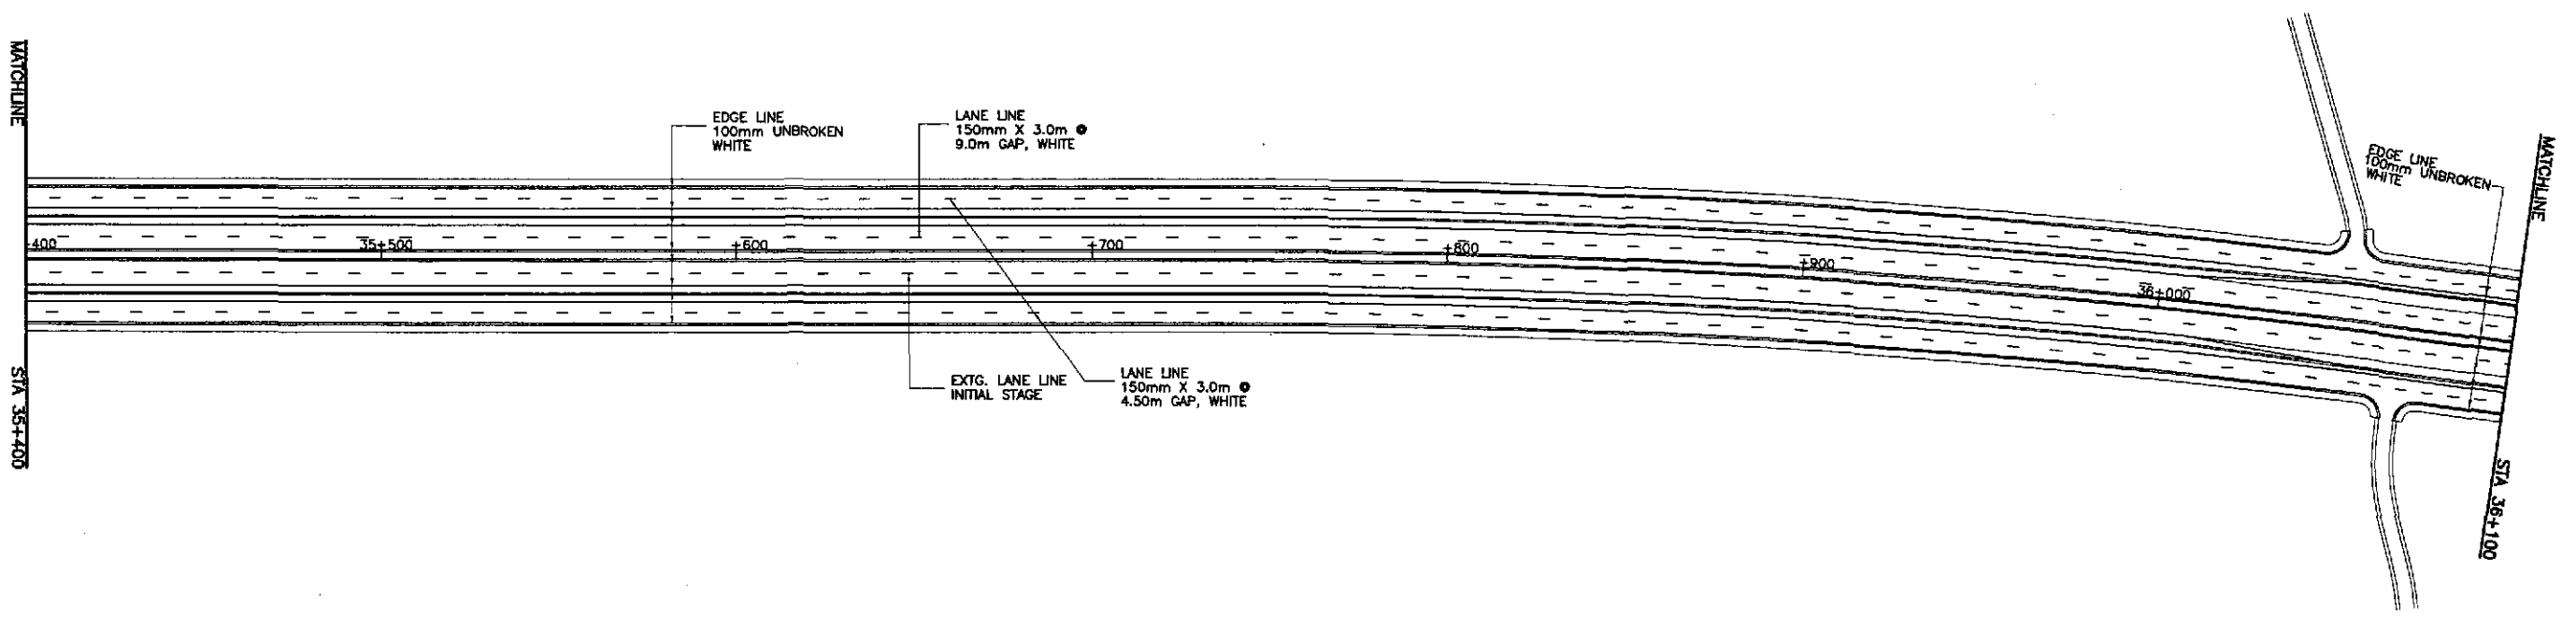 MATCHLINE
STA 35+400
EDGE LINE
100mm UNBROKEN
WHITE
LANE LINE
150mm X 3.0m @
9.0m GAP, WHITE
EDGE LINE
100mm UNBROKEN
WHITE
MATCHLINE
STA 36+100
400
35+500
+600
+700
+800
+900
36+000
EXTG. LANE LINE
INITIAL STAGE
LANE LINE
150mm X 3.0m @
4.50m GAP, WHITE